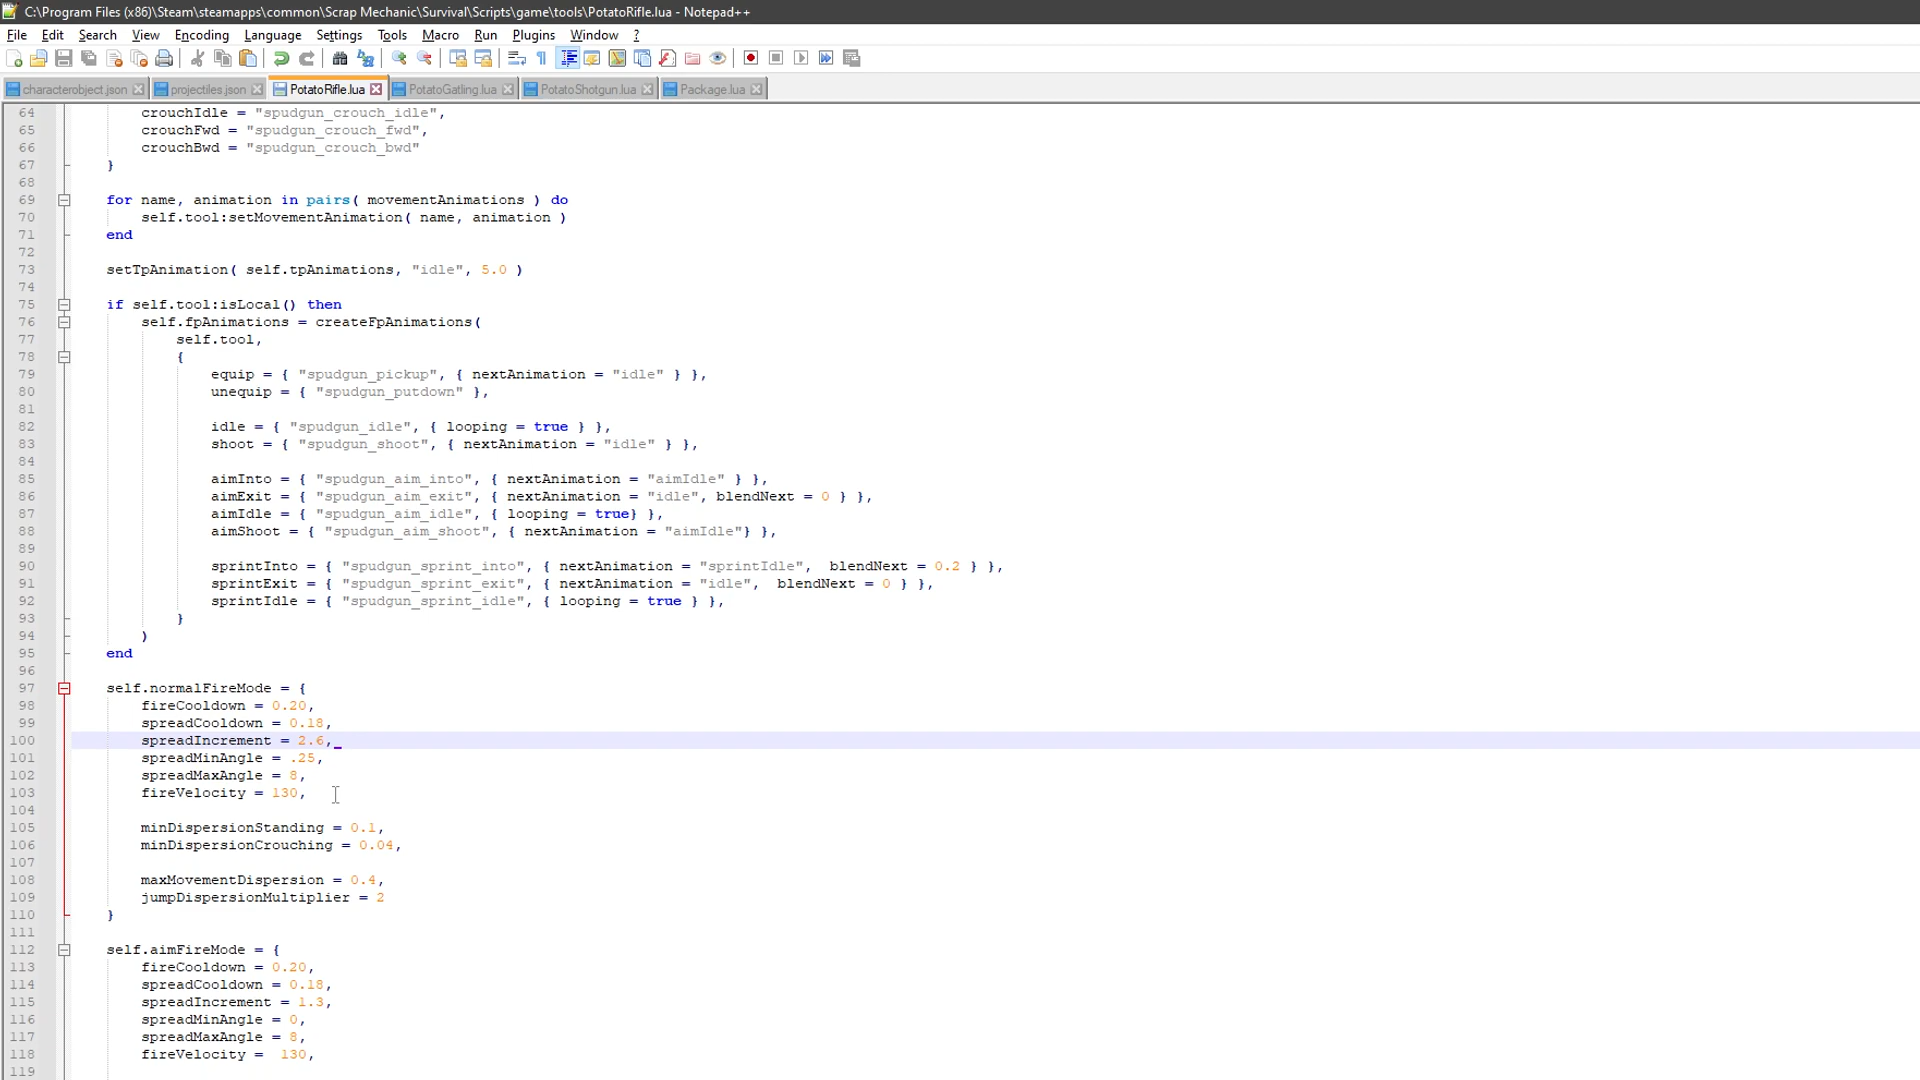 C:\Program Files (x86)\Steam\steamapps\common\Scrap Mechanic\Survival\Scripts\game\tools\PotatoRifle.lua - Notepad++
File Edit Search View Encoding Language Settings Tools Macro Run Plugins Window ?
characterobject.json projectiles.json PotatoRifle.lua PotatoGatling.lua PotatoShotgun.lua Package.lua
64 crouchIdle = "spudgun_crouch_idle",
65 crouchFwd = "spudgun_crouch_fwd",
66 crouchBwd = "spudgun_crouch_bwd"
67 }
68
69 for name, animation in pairs( movementAnimations ) do
70 self.tool:setMovementAnimation( name, animation )
71 end
72
73 setTpAnimation( self.tpAnimations, "idle", 5.0 )
74
75 if self.tool:isLocal() then
76 self.fpAnimations = createFpAnimations(
77 self.tool,
78 {
79 equip = { "spudgun_pickup", { nextAnimation = "idle" } },
80 unequip = { "spudgun_putdown" },
81
82 idle = { "spudgun_idle", { looping = true } },
83 shoot = { "spudgun_shoot", { nextAnimation = "idle" } },
84
85 aimInto = { "spudgun_aim_into", { nextAnimation = "aimIdle" } },
86 aimExit = { "spudgun_aim_exit", { nextAnimation = "idle", blendNext = 0 } },
87 aimIdle = { "spudgun_aim_idle", { looping = true} },
88 aimShoot = { "spudgun_aim_shoot", { nextAnimation = "aimIdle"} },
89
90 sprintInto = { "spudgun_sprint_into", { nextAnimation = "sprintIdle", blendNext = 0.2 } },
91 sprintExit = { "spudgun_sprint_exit", { nextAnimation = "idle", blendNext = 0 } },
92 sprintIdle = { "spudgun_sprint_idle", { looping = true } },
93 }
94 )
95 end
96
97 self.normalFireMode = {
98 fireCooldown = 0.20,
99 spreadCooldown = 0.18,
100 spreadIncrement = 2.6,
101 spreadMinAngle = .25,
102 spreadMaxAngle = 8,
103 fireVelocity = 130,
104
105 minDispersionStanding = 0.1,
106 minDispersionCrouching = 0.04,
107
108 maxMovementDispersion = 0.4,
109 jumpDispersionMultiplier = 2
110 }
111
112 self.aimFireMode = {
113 fireCooldown = 0.20,
114 spreadCooldown = 0.18,
115 spreadIncrement = 1.3,
116 spreadMinAngle = 0,
117 spreadMaxAngle = 8,
118 fireVelocity = 130,
119